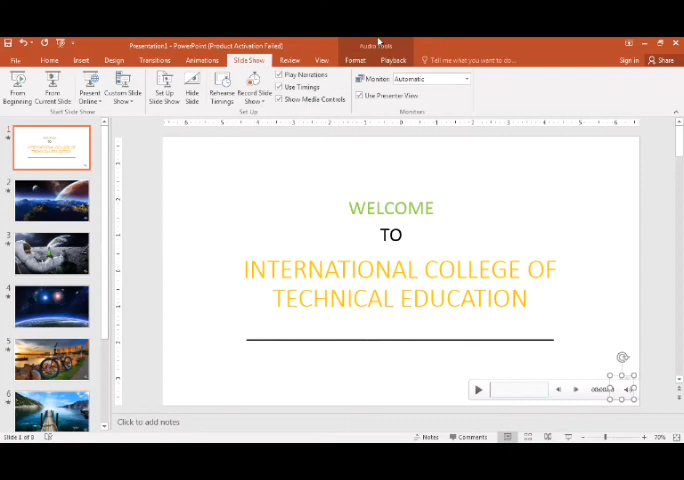 Presentation1 - PowerPoint (Product Activation Failed)
Audio Tools
File Home Insert Design Transitions Animations Slide Show Review View Format Playback Tell me what you want to do... Sign in Share
From Beginning
From Current Slide
Present Online
Custom Slide Show
Start Slide Show
Set Up Slide Show
Hide Slide
Rehearse Timings
Record Slide Show
Play Narrations
Use Timings
Show Media Controls
Set Up
Monitor: Automatic
Use Presenter View
Monitors
1
2
3
4
5
6
WELCOME
TO
INTERNATIONAL COLLEGE OF
TECHNICAL EDUCATION
Click to add notes
Notes Comments 70%